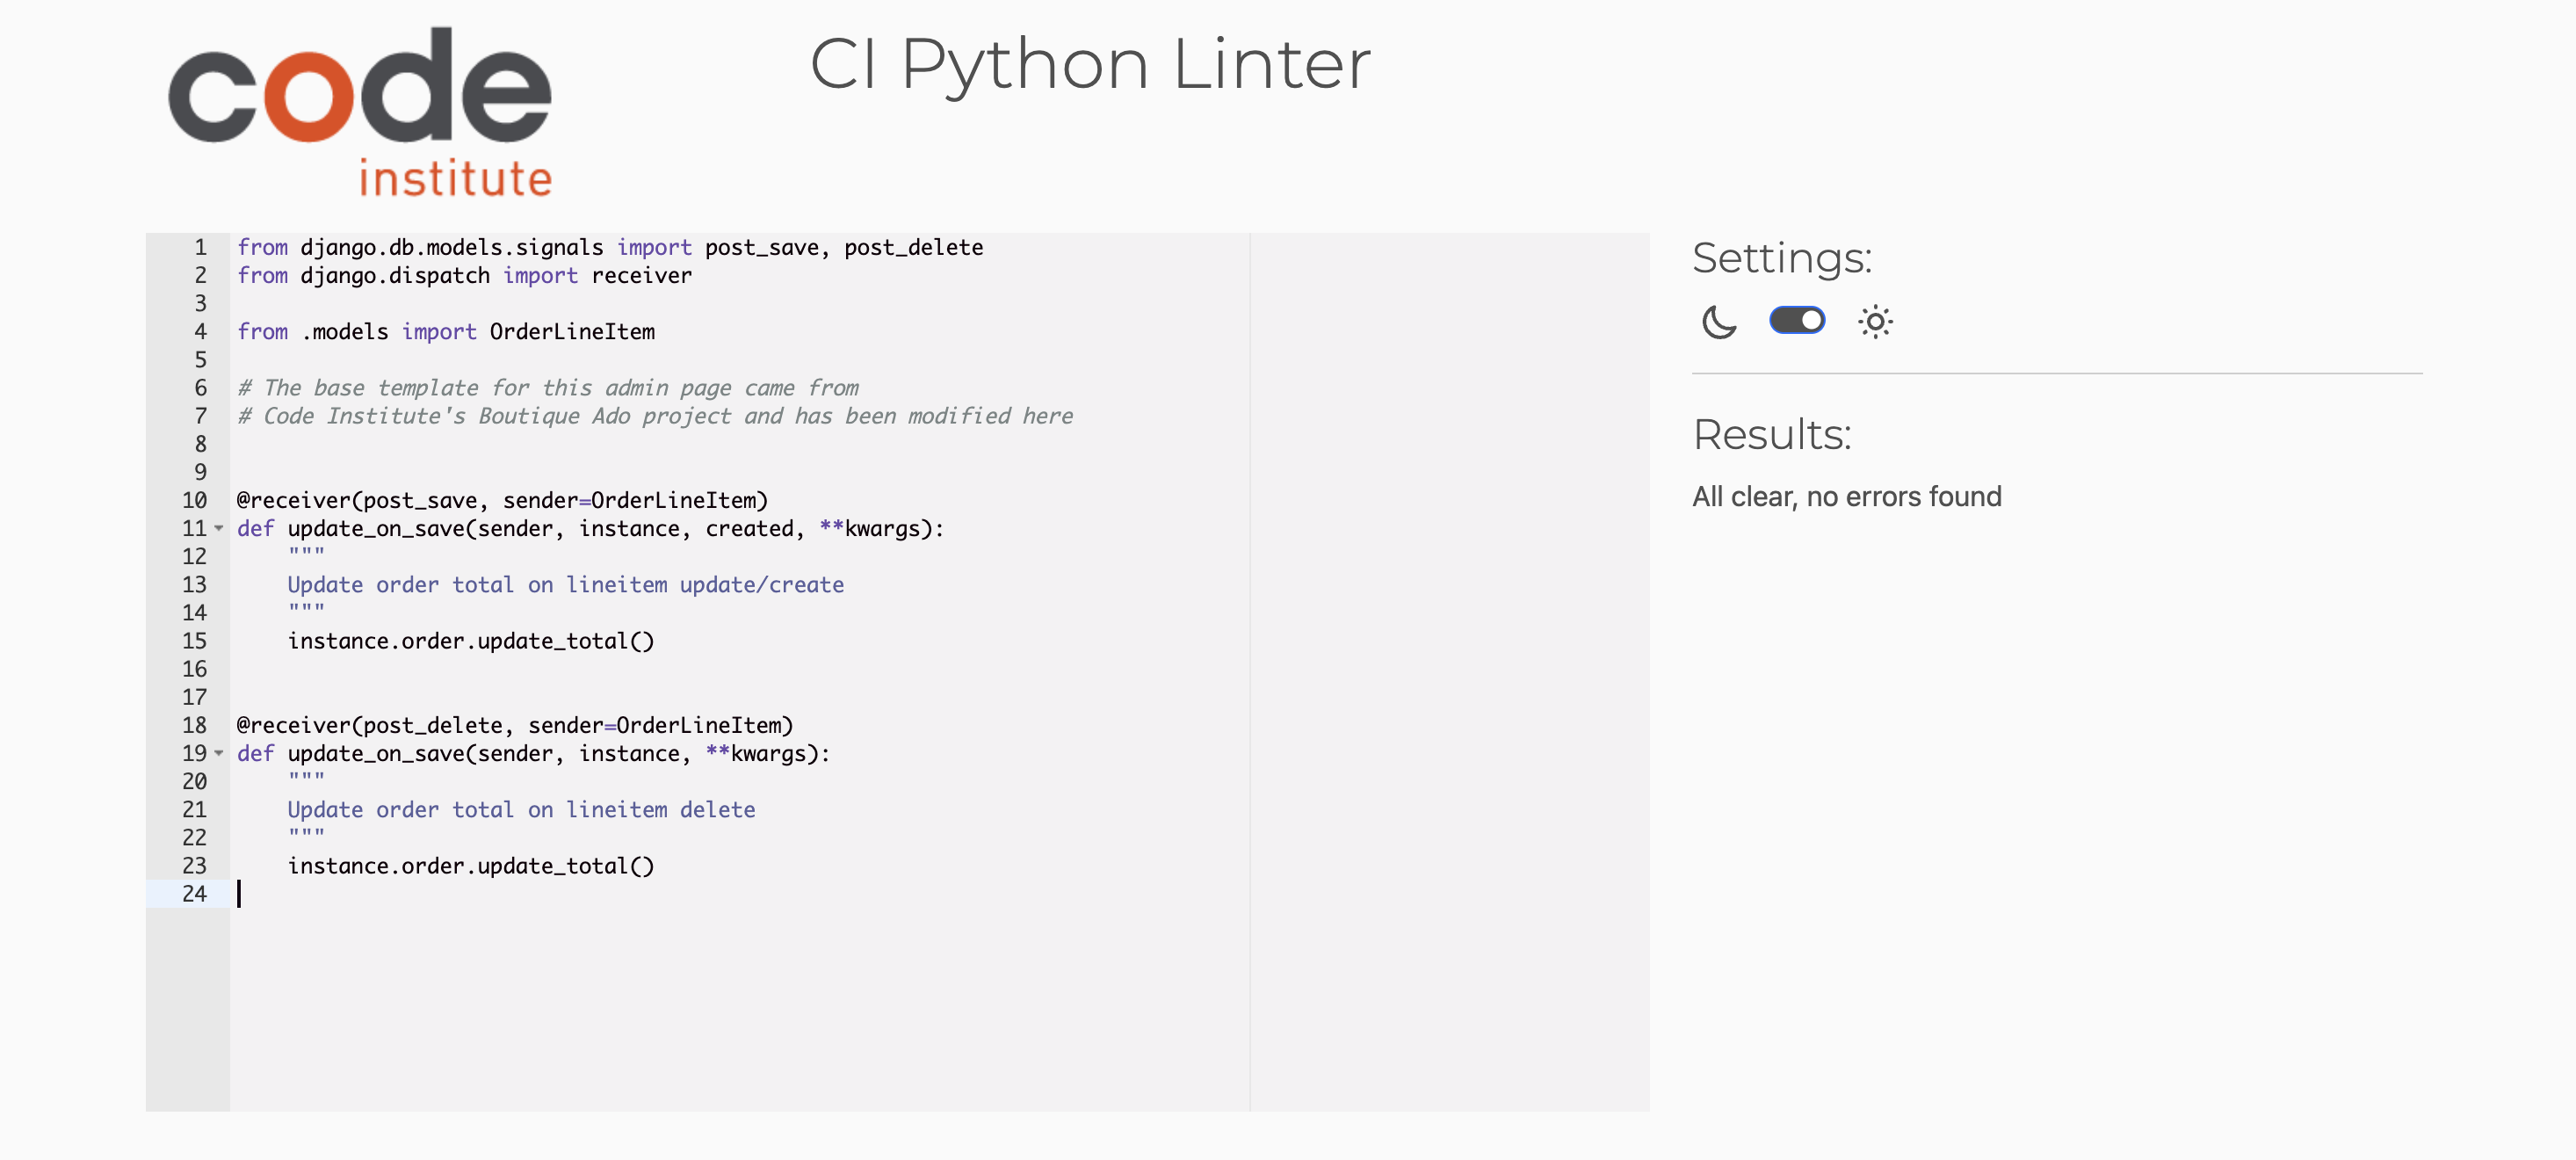 code
institute
CI Python Linter
1 from django.db.models.signals import post_save, post_delete
2 from django.dispatch import receiver
3
4 from .models import OrderLineItem
5
6 # The base template for this admin page came from
7 # Code Institute's Boutique Ado project and has been modified here
8
9
10 @receiver(post_save, sender=OrderLineItem)
11 def update_on_save(sender, instance, created, **kwargs):
12     """
13     Update order total on lineitem update/create
14     """
15     instance.order.update_total()
16
17
18 @receiver(post_delete, sender=OrderLineItem)
19 def update_on_save(sender, instance, **kwargs):
20     """
21     Update order total on lineitem delete
22     """
23     instance.order.update_total()
24
Settings:
Results:
All clear, no errors found